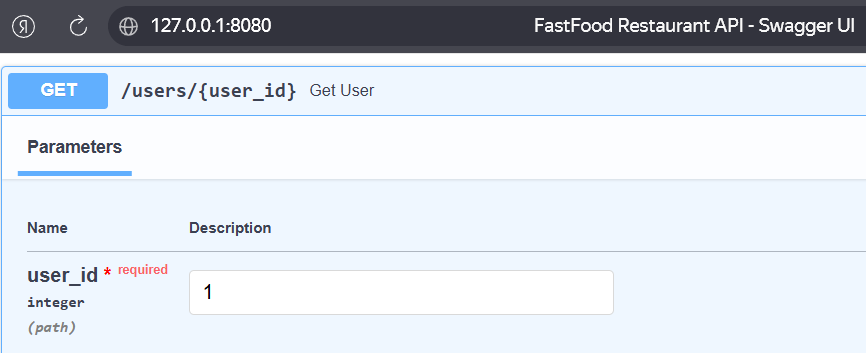 Я 127.0.0.1:8080 FastFood Restaurant API - Swagger UI
GET /users/{user_id} Get User
Parameters
Name Description
user_id * required
integer
(path)
1